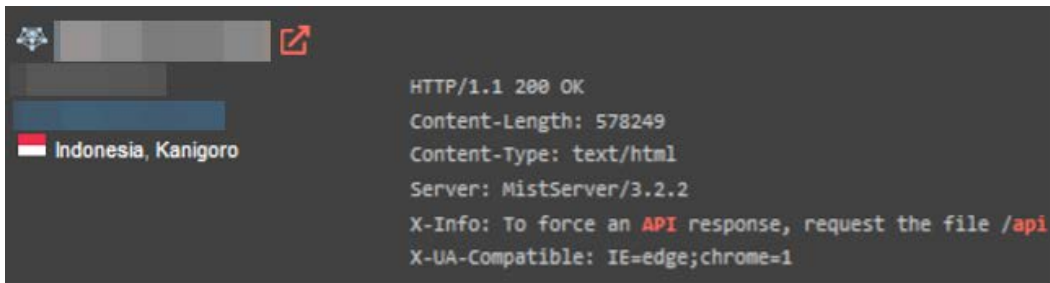 Indonesia, Kanigoro
HTTP/1.1 200 OK
Content-Length: 578249
Content-Type: text/html
Server: MistServer/3.2.2
X-Info: To force an API response, request the file /api
X-UA-Compatible: IE=edge;chrome=1